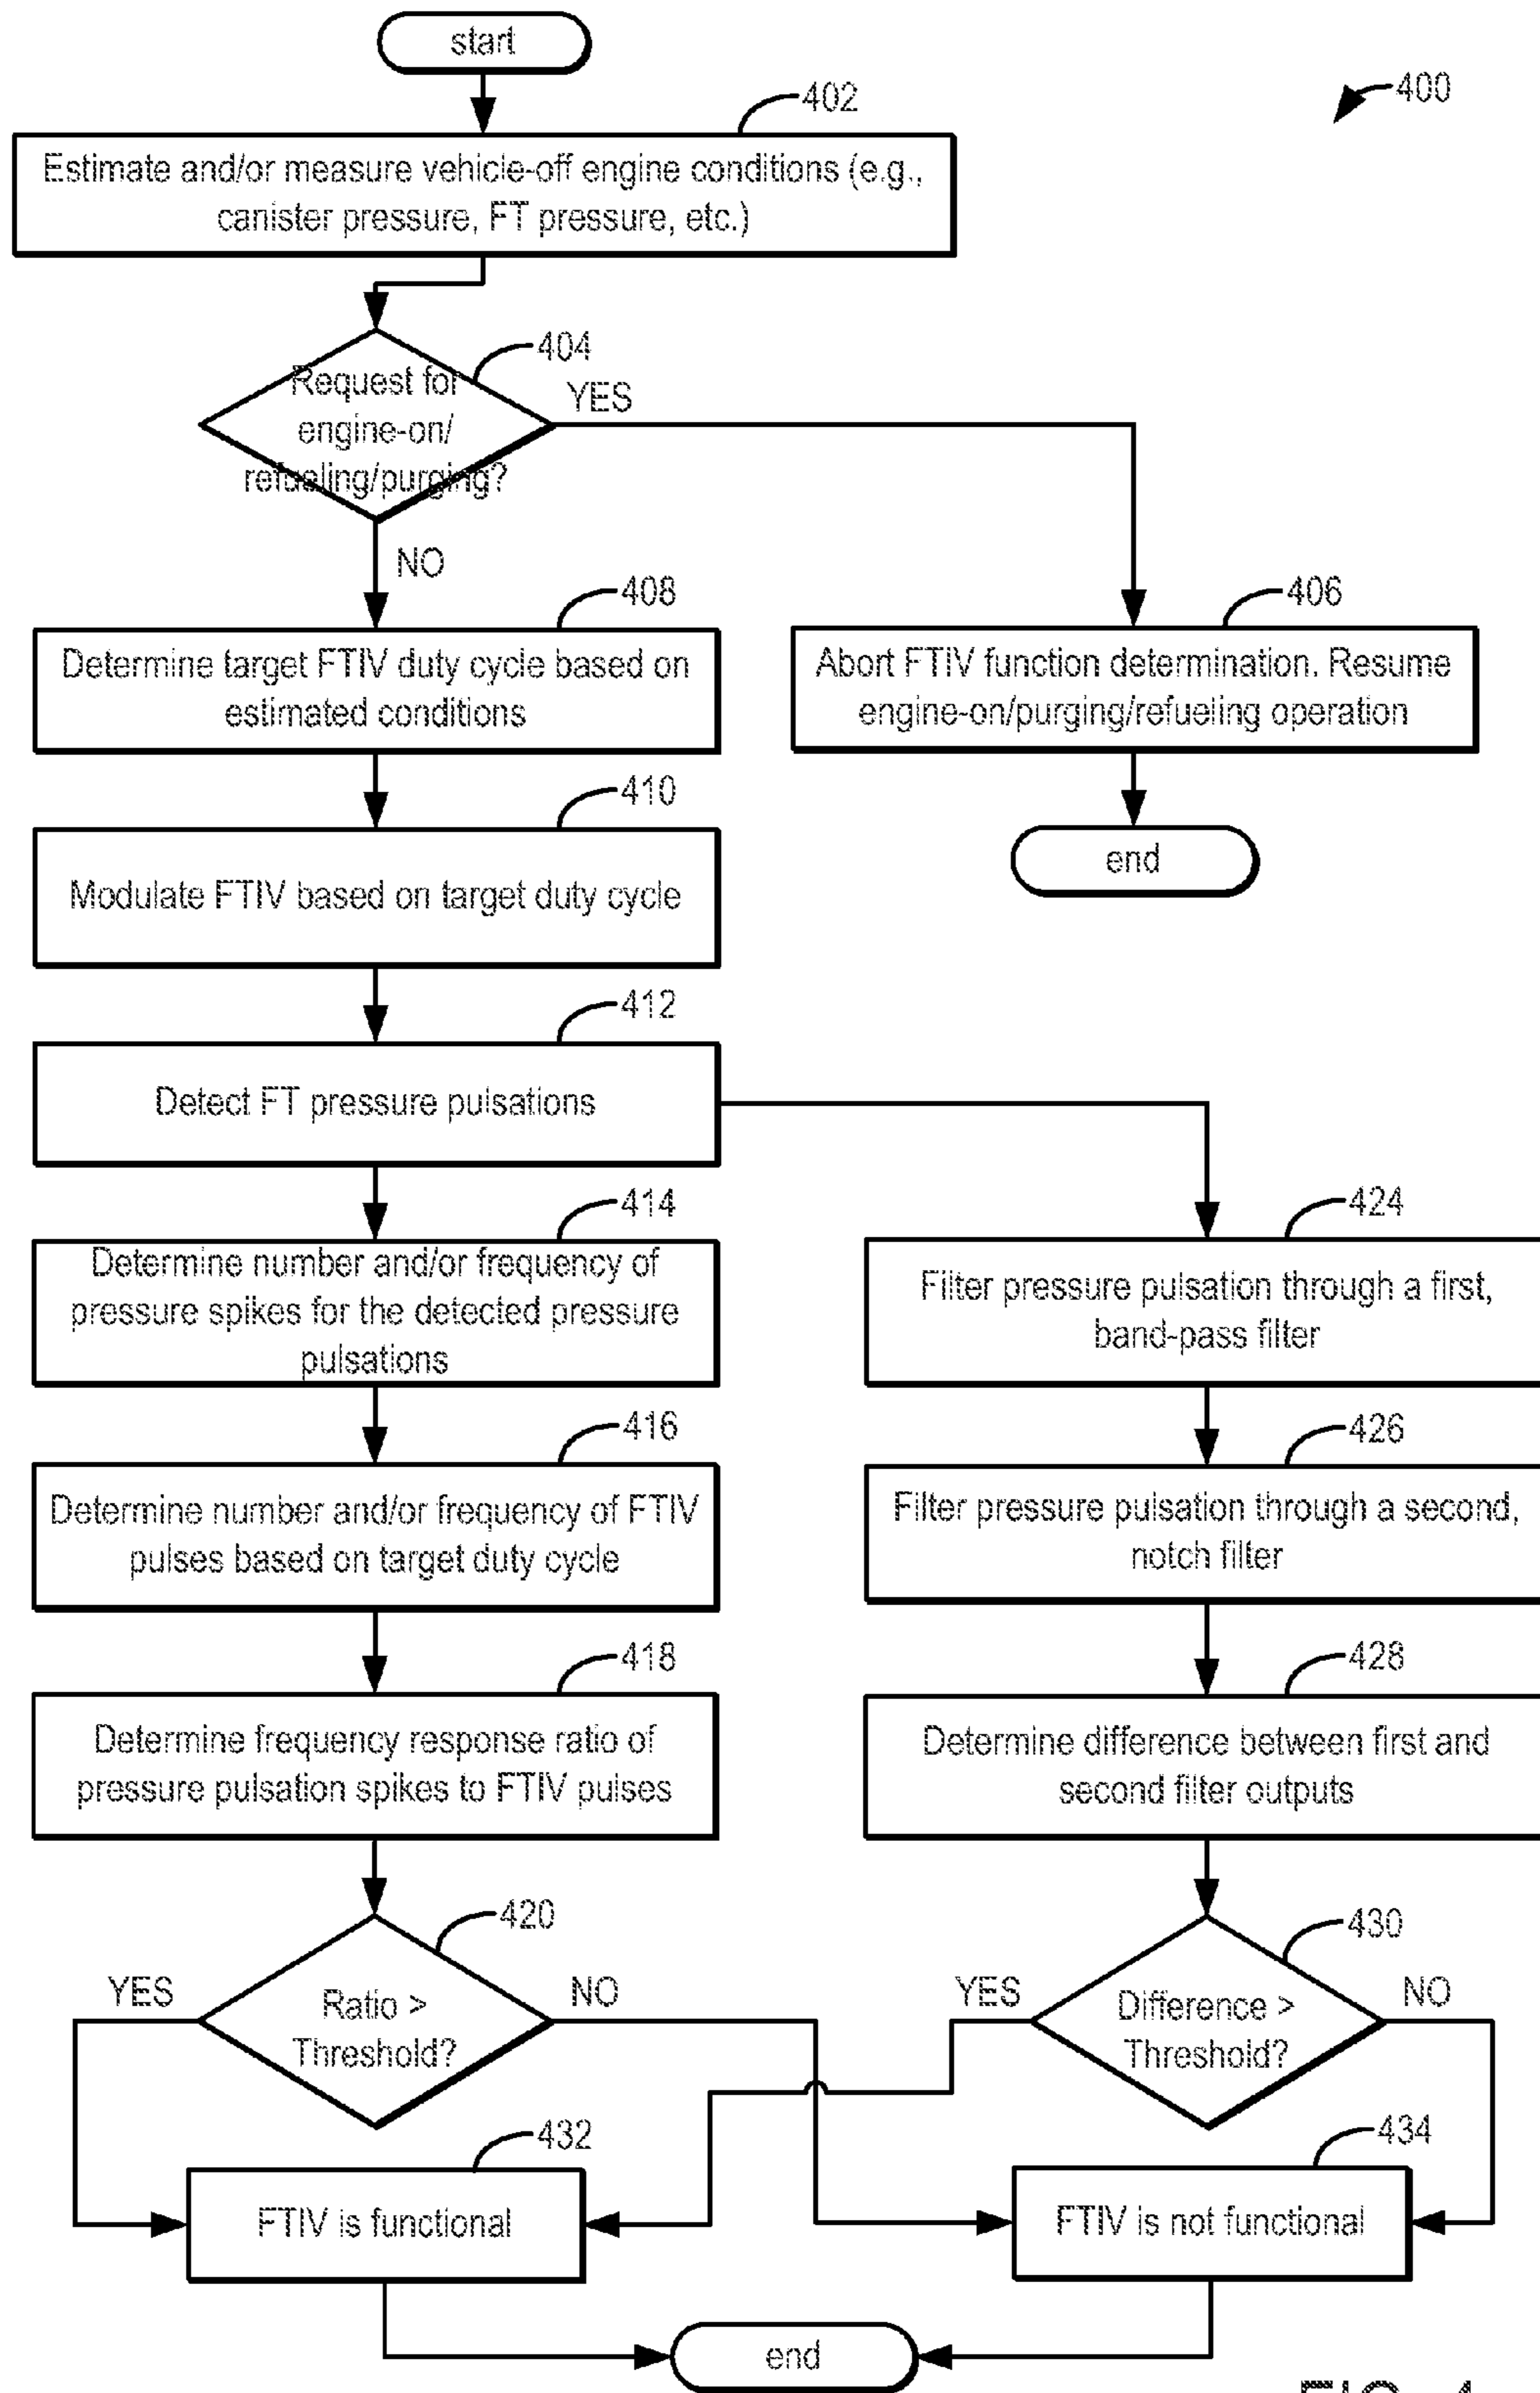 start
400
402
Estimate and/or measure vehicle-off engine conditions (e.g.,
canister pressure, FT pressure, etc.)
404
Request for
engine-on/
refueling/purging?
YES
NO
408
Determine target FTIV duty cycle based on
estimated conditions
406
Abort FTIV function determination. Resume
engine-on/purging/refueling operation
end
410
Modulate FTIV based on target duty cycle
412
Detect FT pressure pulsations
414
Determine number and/or frequency of
pressure spikes for the detected pressure
pulsations
424
Filter pressure pulsation through a first,
band-pass filter
416
Determine number and/or frequency of FTIV
pulses based on target duty cycle
426
Filter pressure pulsation through a second,
notch filter
418
Determine frequency response ratio of
pressure pulsation spikes to FTIV pulses
428
Determine difference between first and
second filter outputs
420
YES
Ratio >
Threshold?
NO
430
YES
Difference >
Threshold?
NO
432
FTIV is functional
434
FTIV is not functional
end